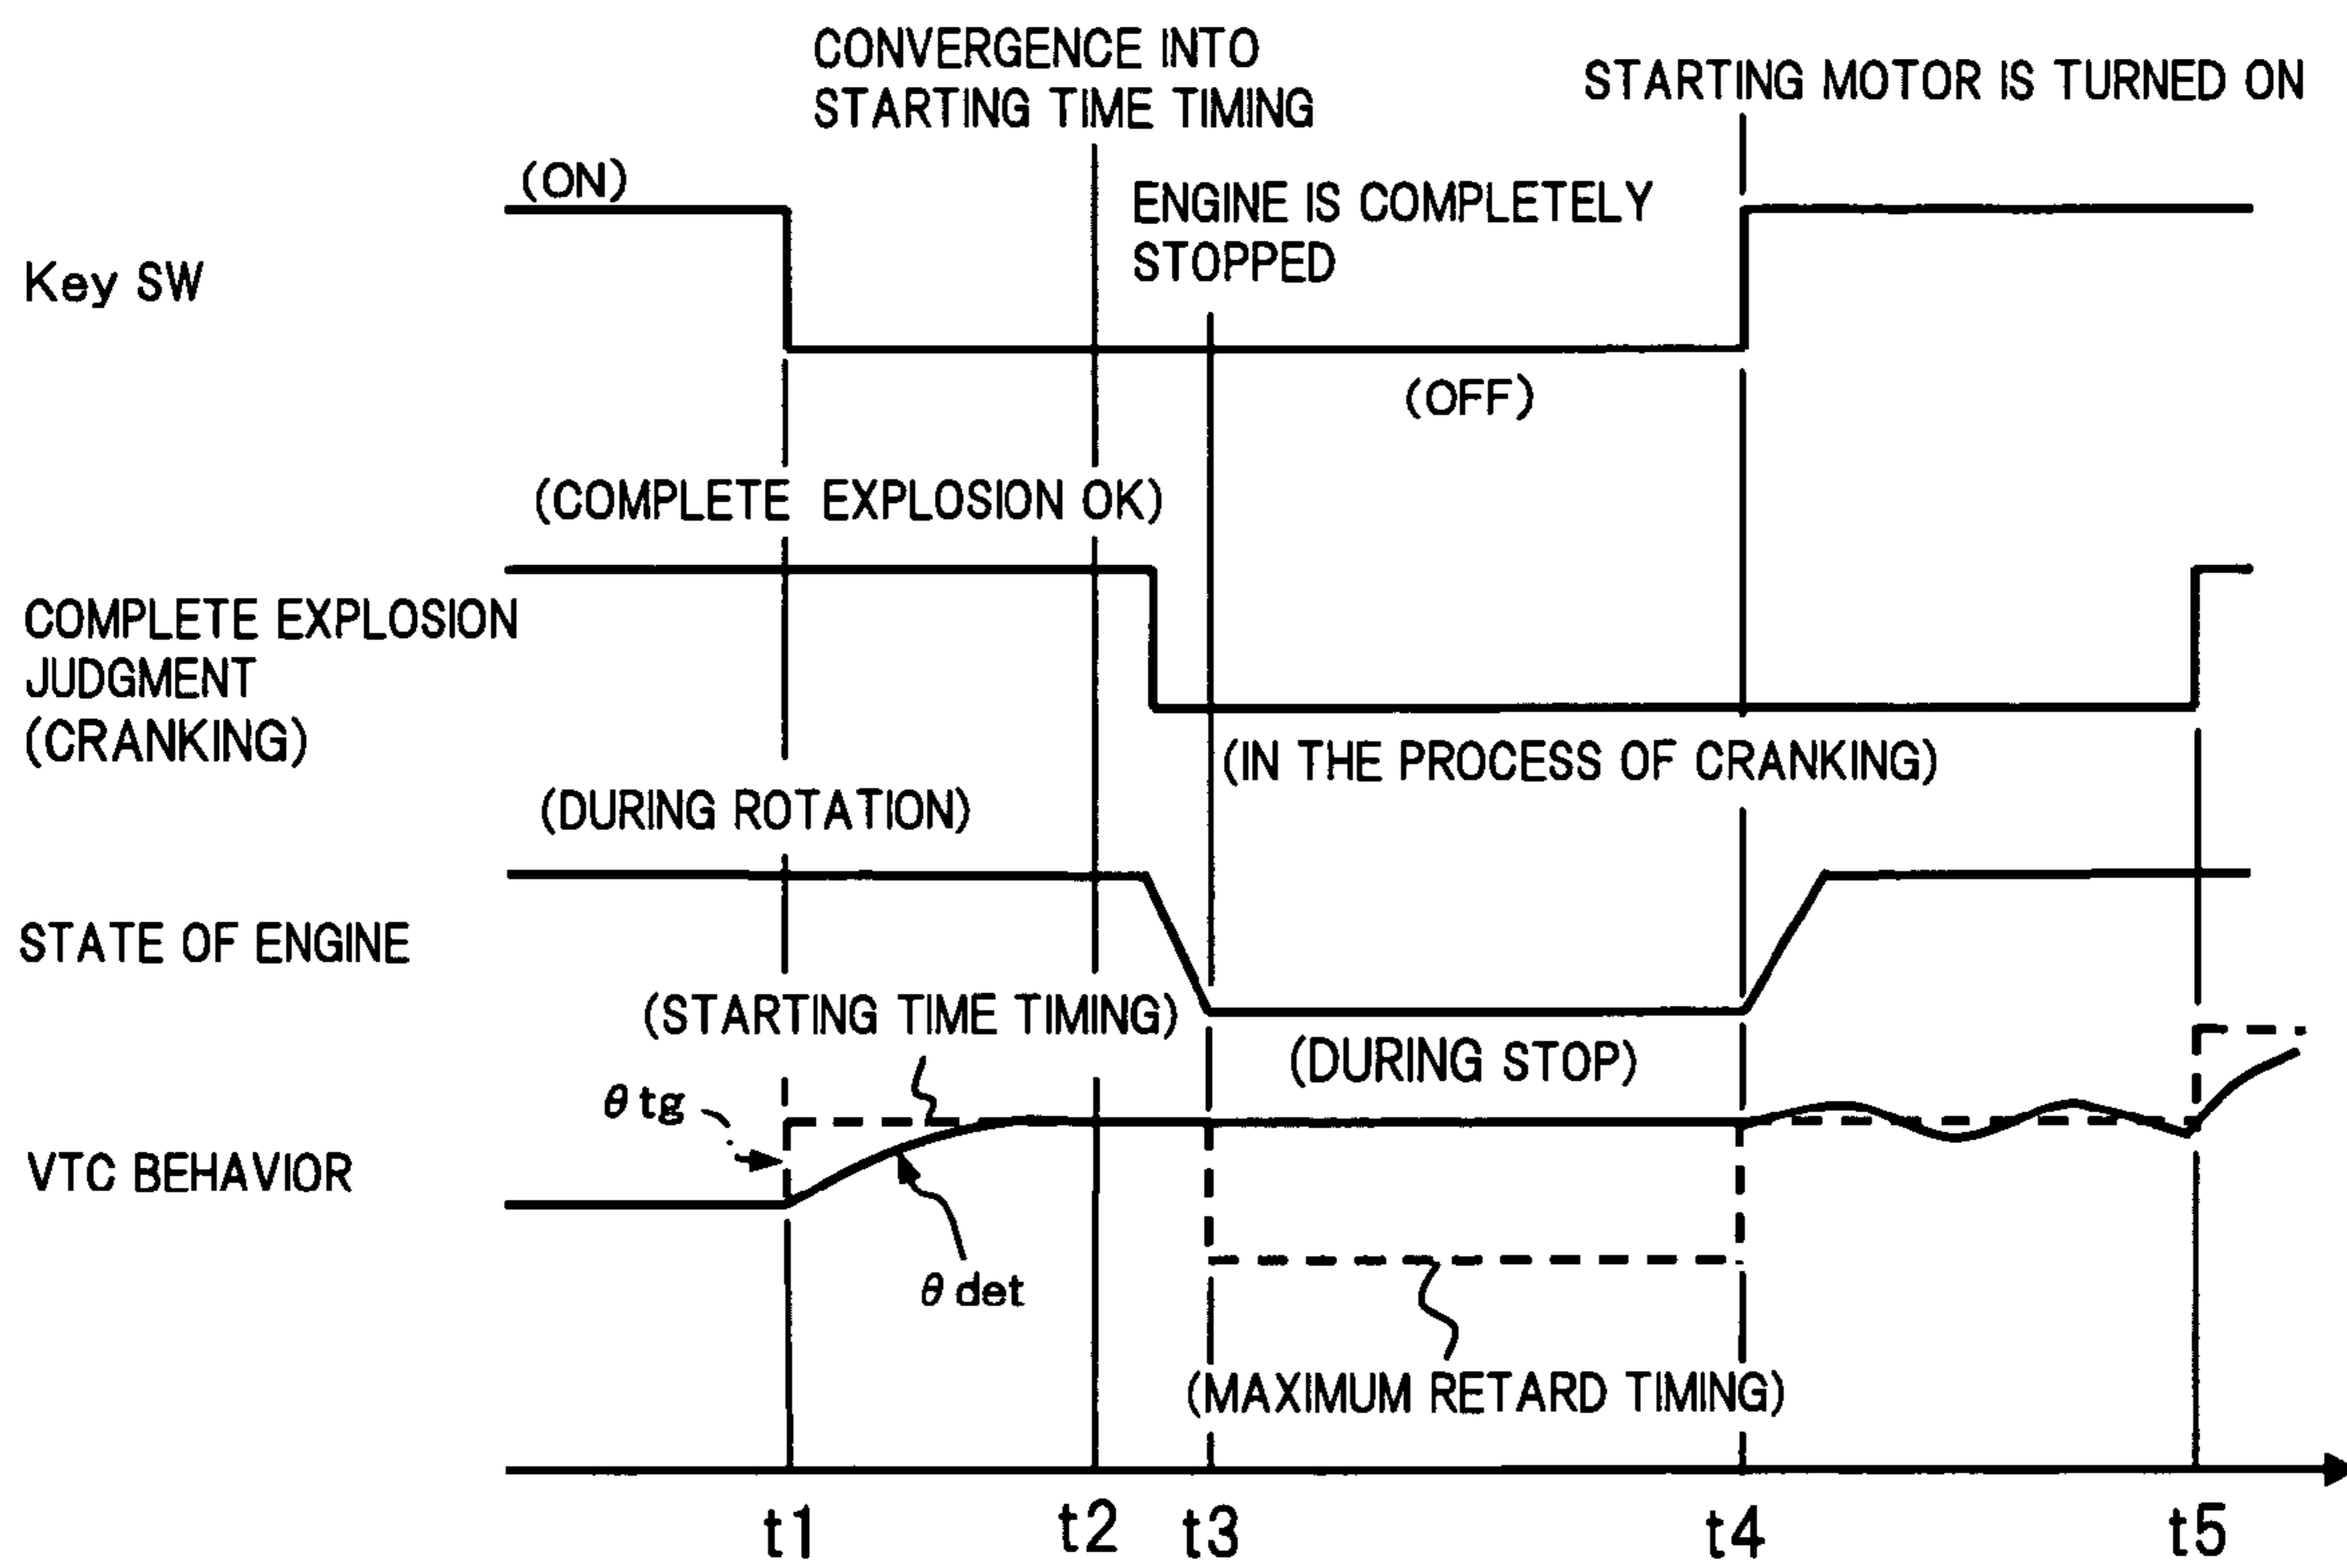 CONVERGENCE INTO
STARTING TIME TIMING
STARTING MOTOR IS TURNED ON
(ON)
ENGINE IS COMPLETELY
STOPPED
Key SW
(OFF)
(COMPLETE EXPLOSION OK)
COMPLETE EXPLOSION
JUDGMENT
(CRANKING)
(IN THE PROCESS OF CRANKING)
(DURING ROTATION)
STATE OF ENGINE
(STARTING TIME TIMING)
(DURING STOP)
θtg
VTC BEHAVIOR
θdet
(MAXIMUM RETARD TIMING)
t1 t2 t3 t4 t5